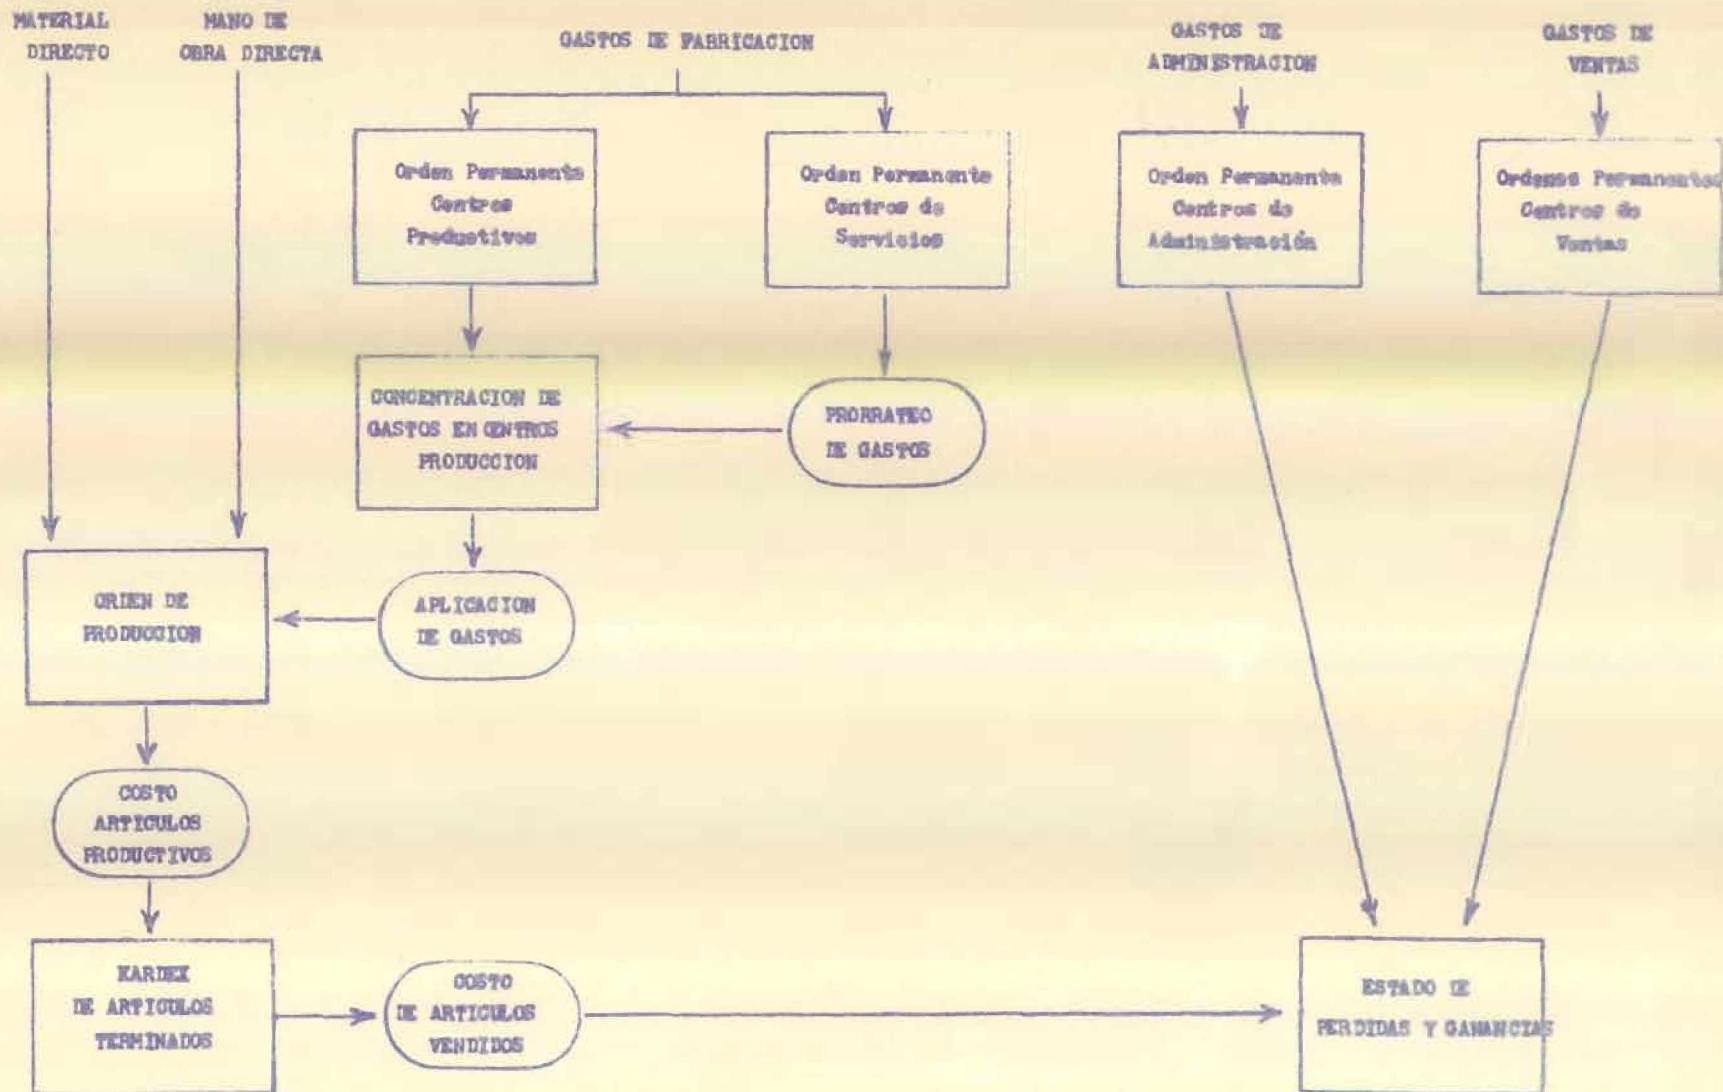 MATERIAL
DIRECTO
MANO DE
OBRA DIRECTA
GASTOS DE FABRICACION
GASTOS DE
ADMINISTRACION
GASTOS DE
VENTAS
Orden Permanente
Centros
Productivos
Orden Permanente
Centros de
Servicios
Orden Permanente
Centros de
Administración
Ordenes Permanentes
Centros de
Ventas
CONCENTRACION DE
GASTOS EN CENTROS
PRODUCCION
PRORRATEO
DE GASTOS
ORDEN DE
PRODUCCION
APLICACION
DE GASTOS
COSTO
ARTICULOS
PRODUCTIVOS
KARDEX
DE ARTICULOS
TERMINADOS
COSTO
DE ARTICULOS
VENDIDOS
ESTADO DE
PERDIDAS Y GANANCIAS